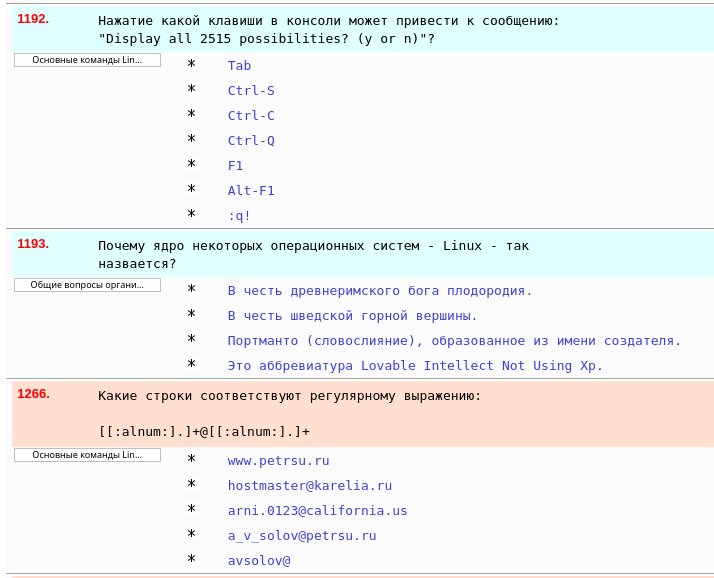 1192. Нажатие какой клавиши в консоли может привести к сообщению:
"Display all 2515 possibilities? (y or n)"?
Основные команды Lin...
* Tab
* Ctrl-S
* Ctrl-C
* Ctrl-Q
* F1
* Alt-F1
* :q!
1193. Почему ядро некоторых операционных систем - Linux - так
назвается?
Общие вопросы органи...
* В честь древнеримского бога плодородия.
* В честь шведской горной вершины.
* Портманто (словослияние), образованное из имени создателя.
* Это аббревиатура Lovable Intellect Not Using Xp.
1266. Какие строки соответствуют регулярному выражению:
[[:alnum:].]+@[[:alnum:].]+
Основные команды Lin...
* www.petrsu.ru
* hostmaster@karelia.ru
* arni.0123@california.us
* a_v_solov@petrsu.ru
* avsolov@